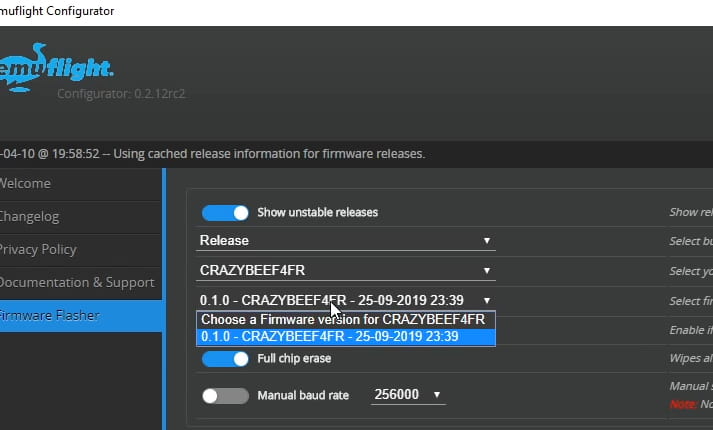 muflight Configurator
emuflight.
Configurator: 0.2.12rc2
-04-10 @ 19:58:52 -- Using cached release information for firmware releases.
Welcome
Changelog
Privacy Policy
Documentation & Support
Firmware Flasher
Show unstable releases
Show rel
Release
Select bu
CRAZYBEEF4FR
Select yo
0.1.0 - CRAZYBEEF4FR - 25-09-2019 23:39
Select fir
Choose a Firmware version for CRAZYBEEF4FR
Enable if
0.1.0 - CRAZYBEEF4FR - 25-09-2019 23:39
Full chip erase
Wipes al
Manual baud rate
256000
Manual s
Note: No